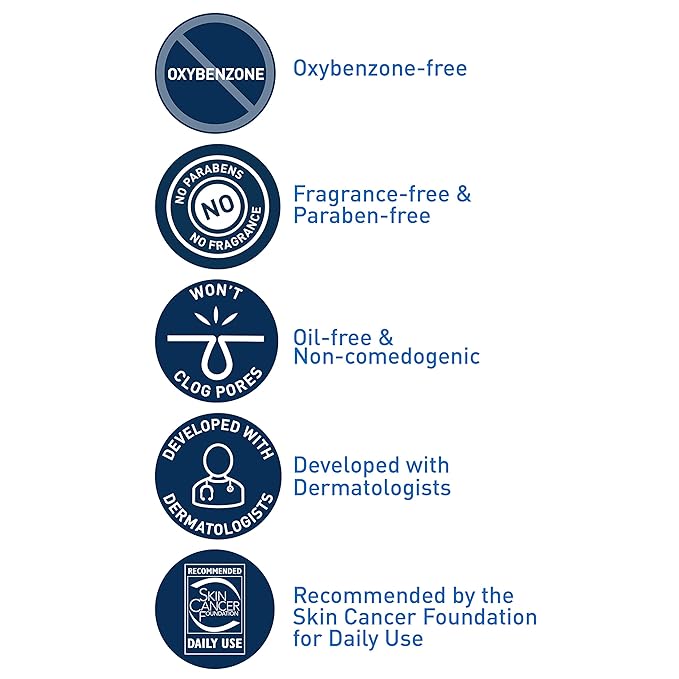 OXYBENZONE
Oxybenzone-free
NO PARABENS
NO
NO FRAGRANCE
Fragrance-free &
Paraben-free
WON'T
CLOG PORES
Oil-free &
Non-comedogenic
DEVELOPED WITH
DERMATOLOGISTS
Developed with
Dermatologists
RECOMMENDED
SKIN
CANCER
FOUNDATION
DAILY USE
Recommended by the
Skin Cancer Foundation
for Daily Use